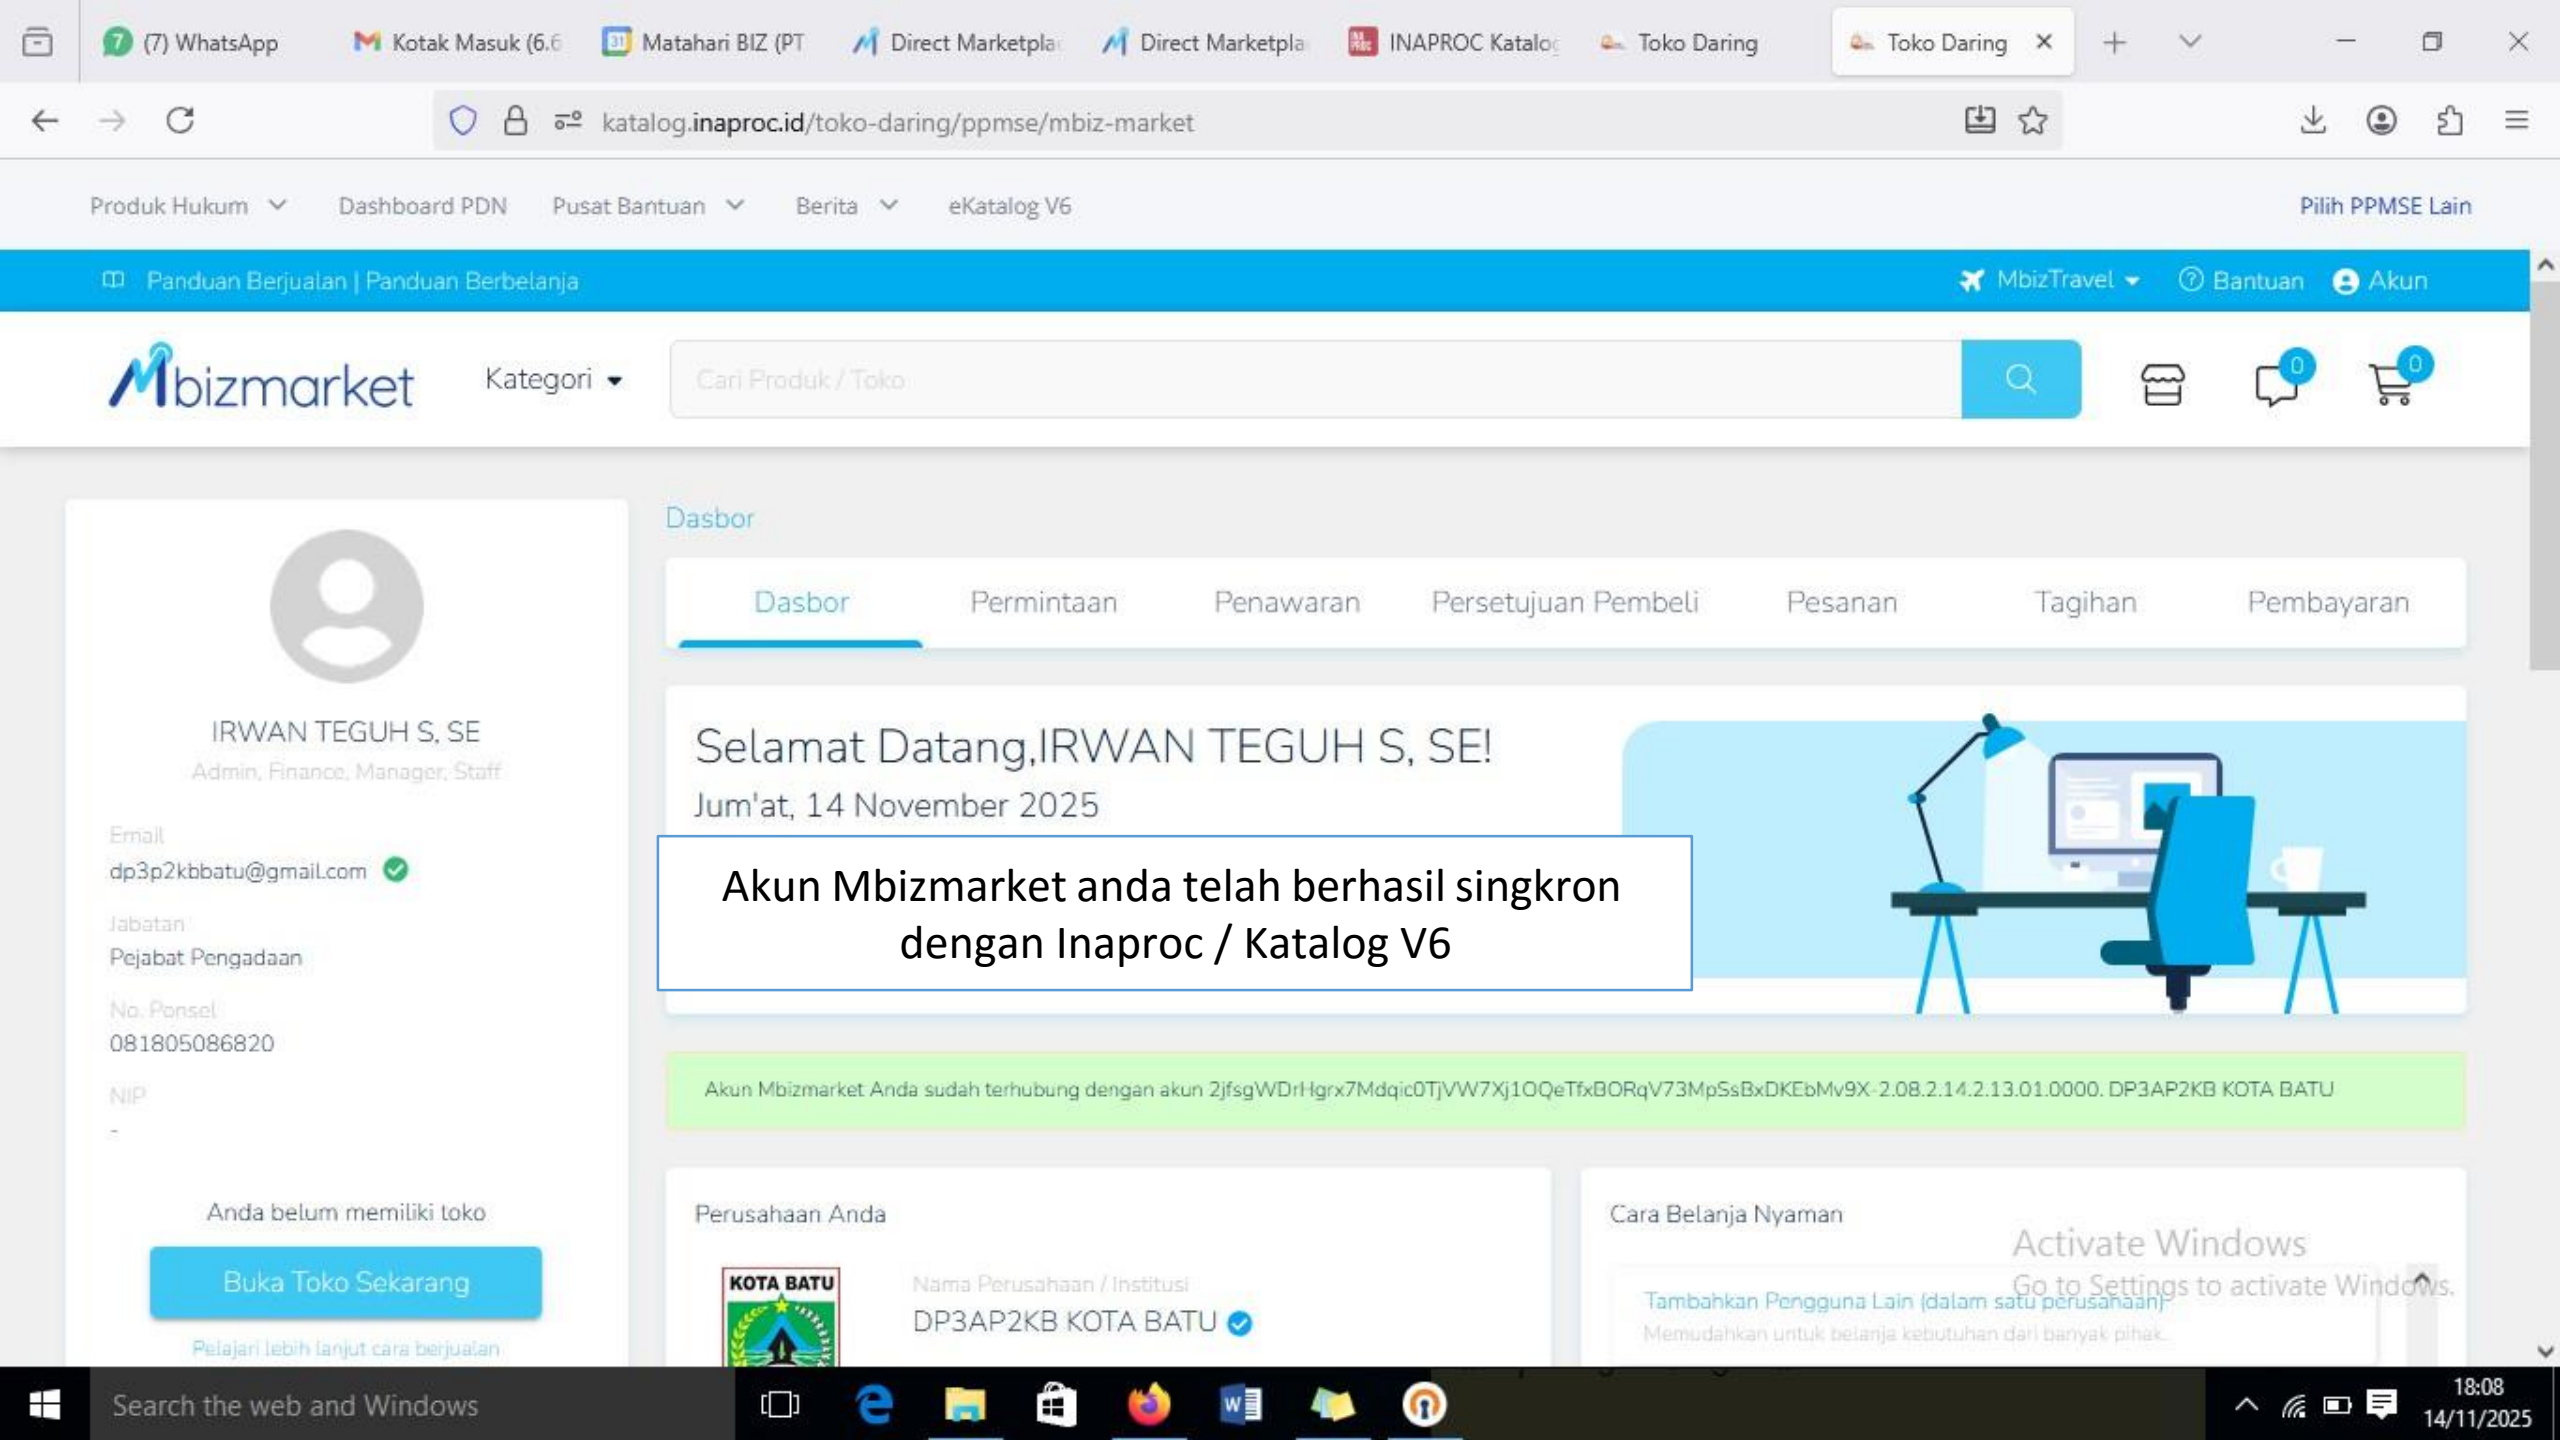 (7) WhatsApp
Kotak Masuk (6.6
Matahari BIZ (PT
Direct Marketpla
Direct Marketpla
INAPROC Katalog
Toko Daring
Toko Daring
katalog.inaproc.id/toko-daring/ppmse/mbiz-market
Produk Hukum
Dashboard PDN
Pusat Bantuan
Berita
eKatalog V6
Pilih PPMSE Lain
Panduan Berjualan | Panduan Berbelanja
MbizTravel
Bantuan
Akun
Mbizmarket
Kategori
Cari Produk / Toko
0
0
Dasbor
Dasbor
Permintaan
Penawaran
Persetujuan Pembeli
Pesanan
Tagihan
Pembayaran
IRWAN TEGUH S, SE
Admin, Finance, Manager, Staff
Email
dp3p2kbbatu@gmail.com
Jabatan
Pejabat Pengadaan
No. Ponsel
081805086820
NIP
-
Anda belum memiliki toko
Buka Toko Sekarang
Pelajari lebih lanjut cara berjualan
Selamat Datang,IRWAN TEGUH S, SE!
Jum'at, 14 November 2025
Akun Mbizmarket anda telah berhasil singkron
dengan Inaproc / Katalog V6
Akun Mbizmarket Anda sudah terhubung dengan akun 2jfsgWDrHgrx7Mdqic0TjVW7Xj1OQeTfxBORqV73MpSsBxDKEbMv9X-2.08.2.14.2.13.01.0000. DP3AP2KB KOTA BATU
Perusahaan Anda
KOTA BATU
Nama Perusahaan / Institusi
DP3AP2KB KOTA BATU
Cara Belanja Nyaman
Tambahkan Pengguna Lain (dalam satu perusahaan)
Memudahkan untuk belanja kebutuhan dari banyak pihak.
Activate Windows
Go to Settings to activate Windows.
Search the web and Windows
18:08
14/11/2025